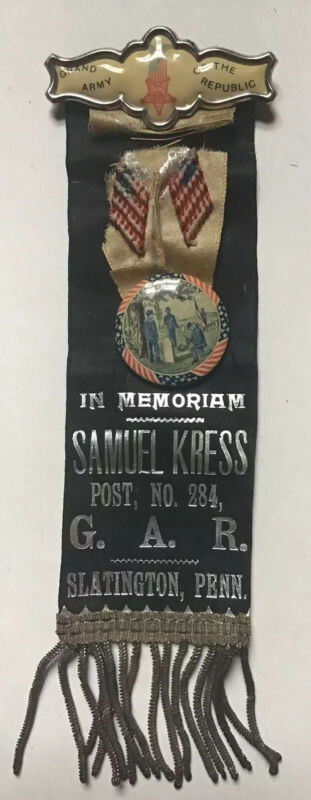 GRAND ARMY OF THE REPUBLIC
IN MEMORIAM
SAMUEL KRESS
POST, NO. 284,
G. A. R.
SLATINGTON, PENN.